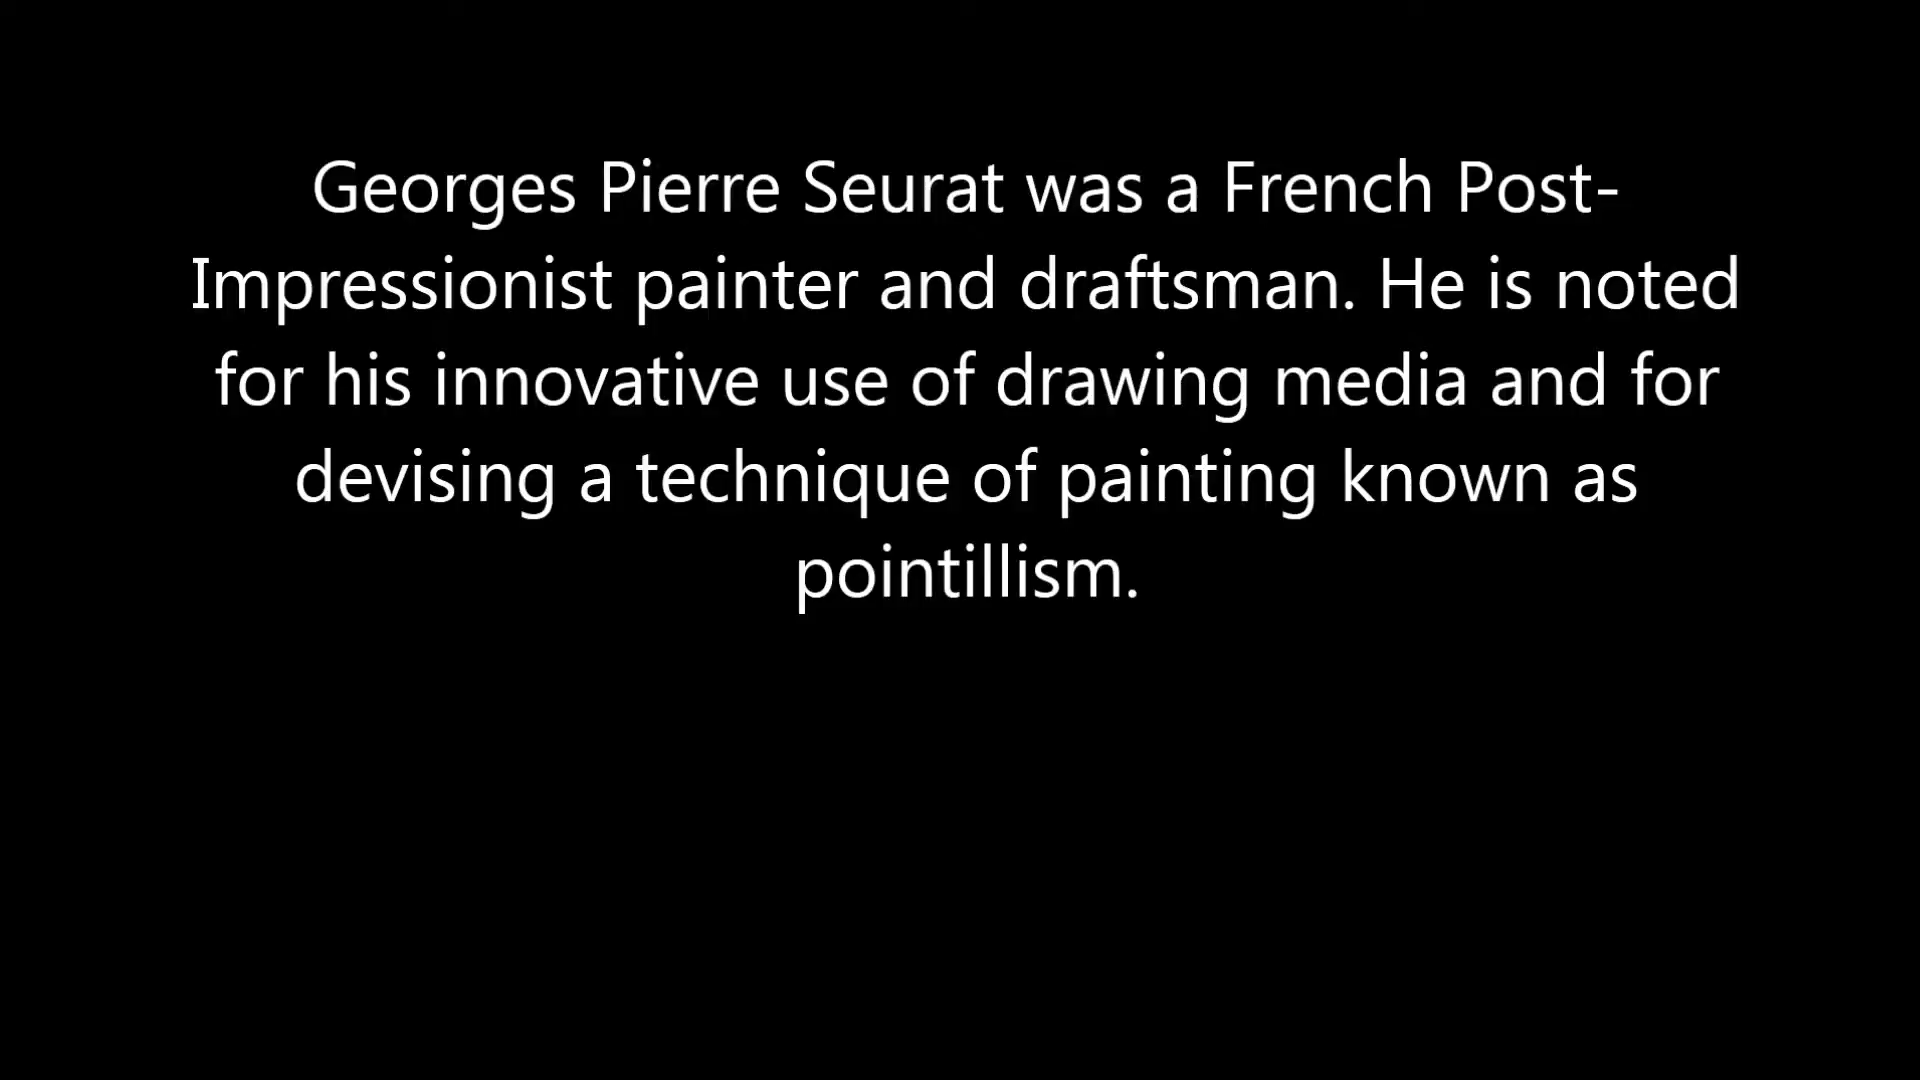 Georges Pierre Seurat was a French Post-
Impressionist painter and draftsman. He is noted
for his innovative use of drawing media and for
devising a technique of painting known as
pointillism.